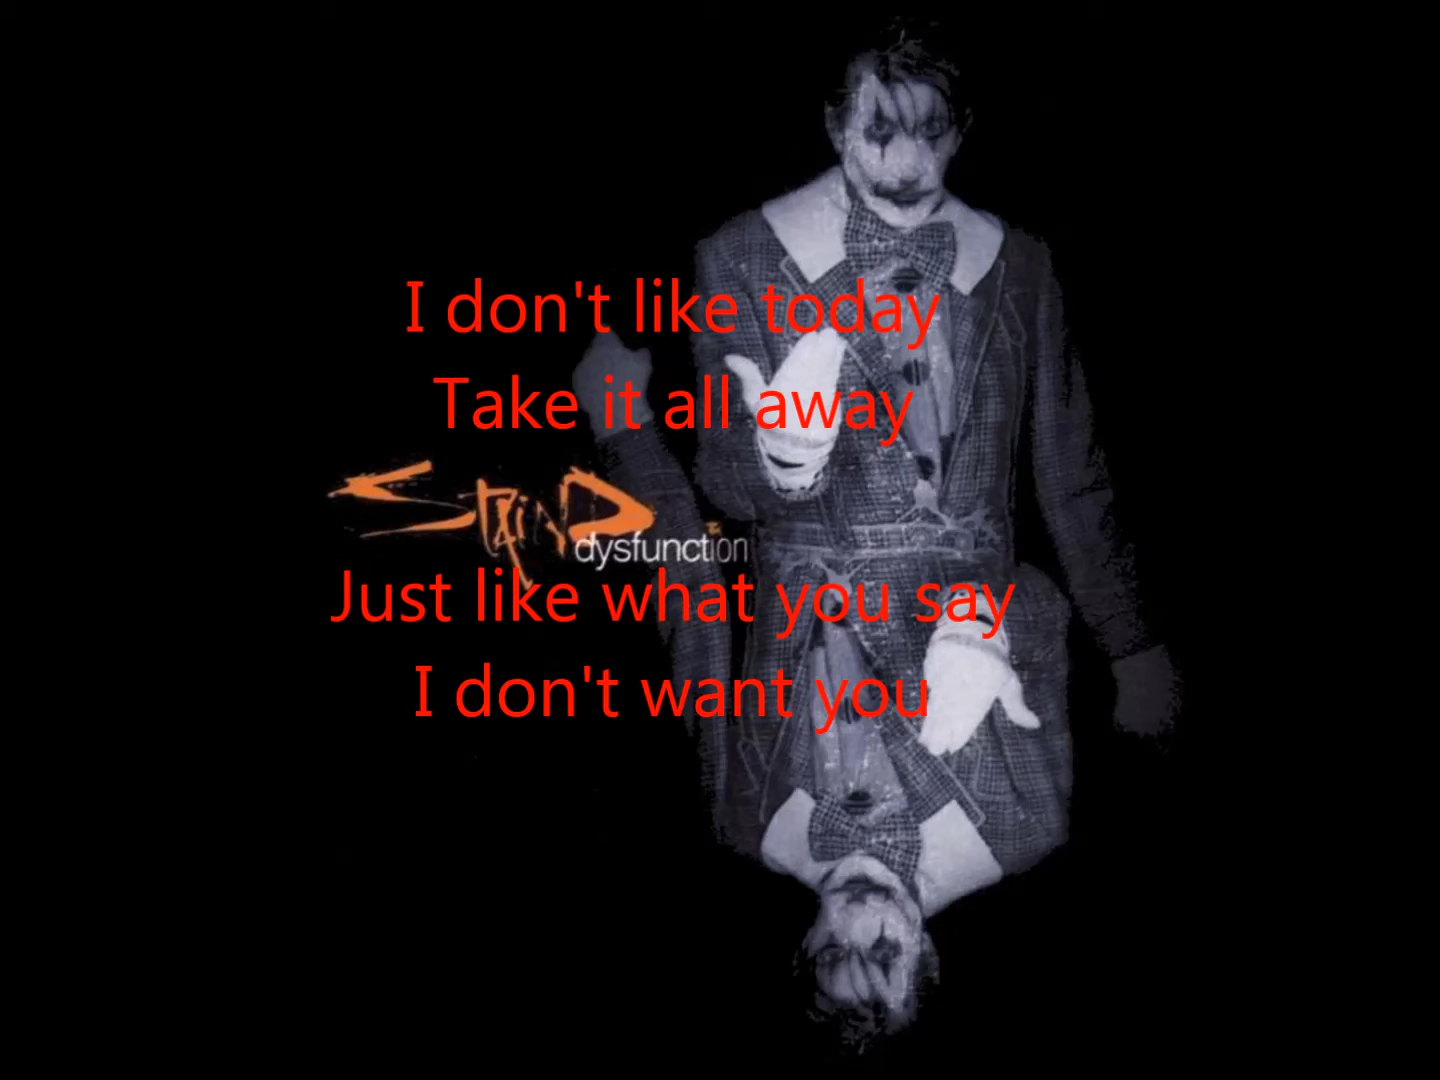 I don't like today
Take it all away
STAIND
dysfunction
Just like what you say
I don't want you